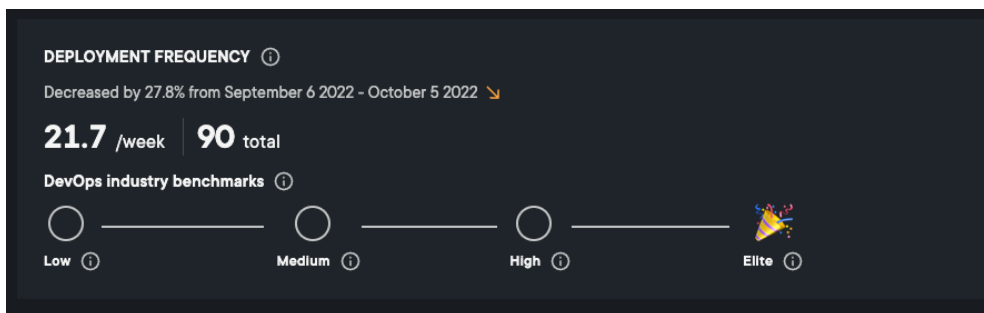 DEPLOYMENT FREQUENCY
Decreased by 27.8% from September 6 2022 - October 5 2022
21.7 /week 90 total
DevOps industry benchmarks
Low Medium High Elite